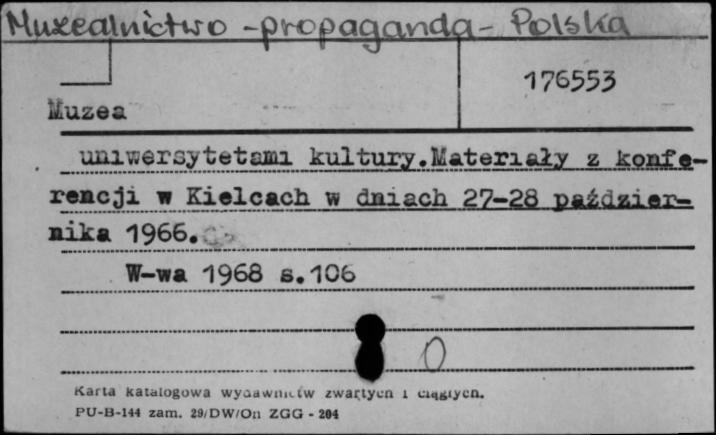 Muzealnictwo - propaganda - Polska
176553
Muzea
uniwersytetami kultury. Materiały z konfe-
rencji w Kielcach w dniach 27-28 paździer-
nika 1966.
W-wa 1968 s.106
0
Karta katalogowa wydawnictw zwartych i ciągłych.
PU-B-144 zam. 29/DW/On ZGG - 204